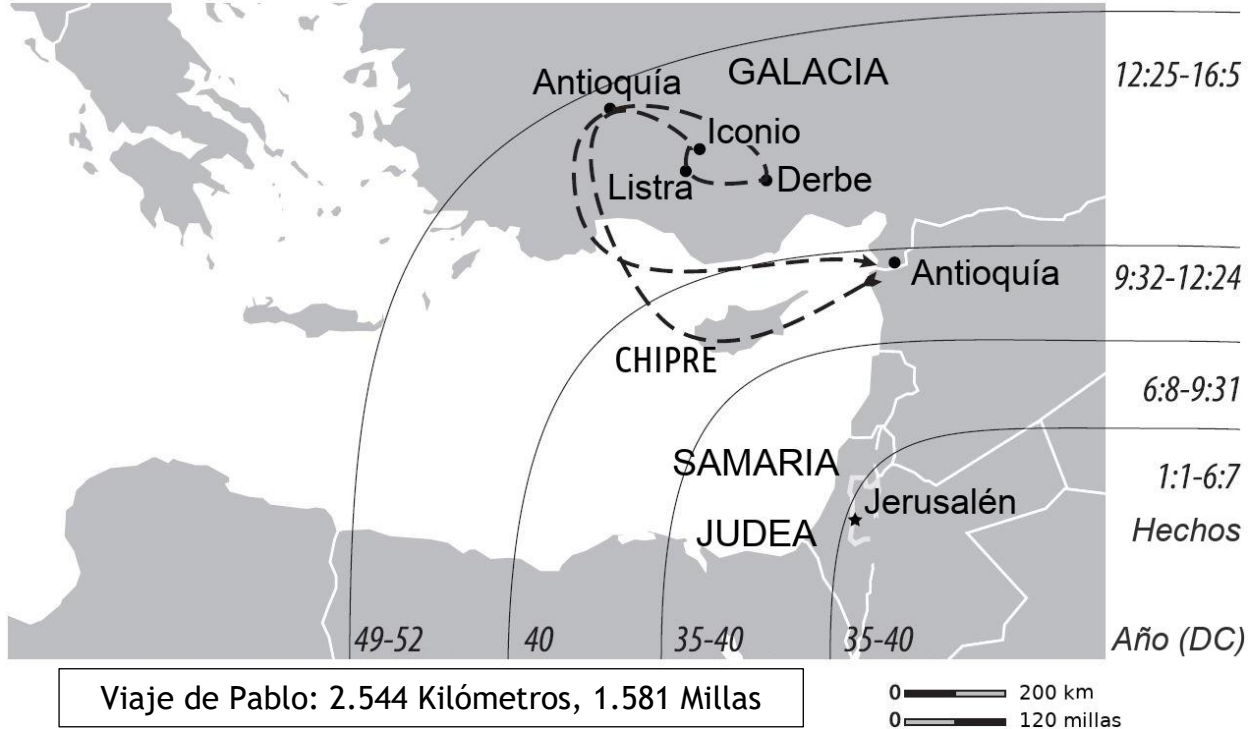 GALACIA
12:25-16:5
Antioquía
Iconio
Listra
Derbe
Antioquía
9:32-12:24
CHIPRE
6:8-9:31
SAMARIA
1:1-6:7
Jerusalén
JUDEA
Hechos
49-52
40
35-40
35-40
Año (DC)
Viaje de Pablo: 2.544 Kilómetros, 1.581 Millas
0 200 km
0 120 millas